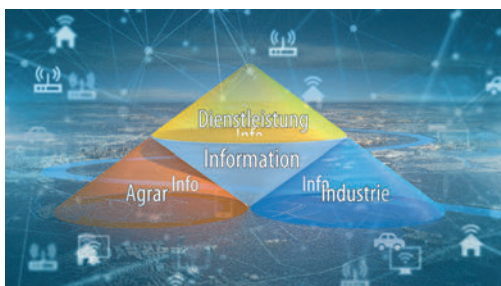 Dienstleistung
Info
Information
Agrar
Info
Info
Industrie